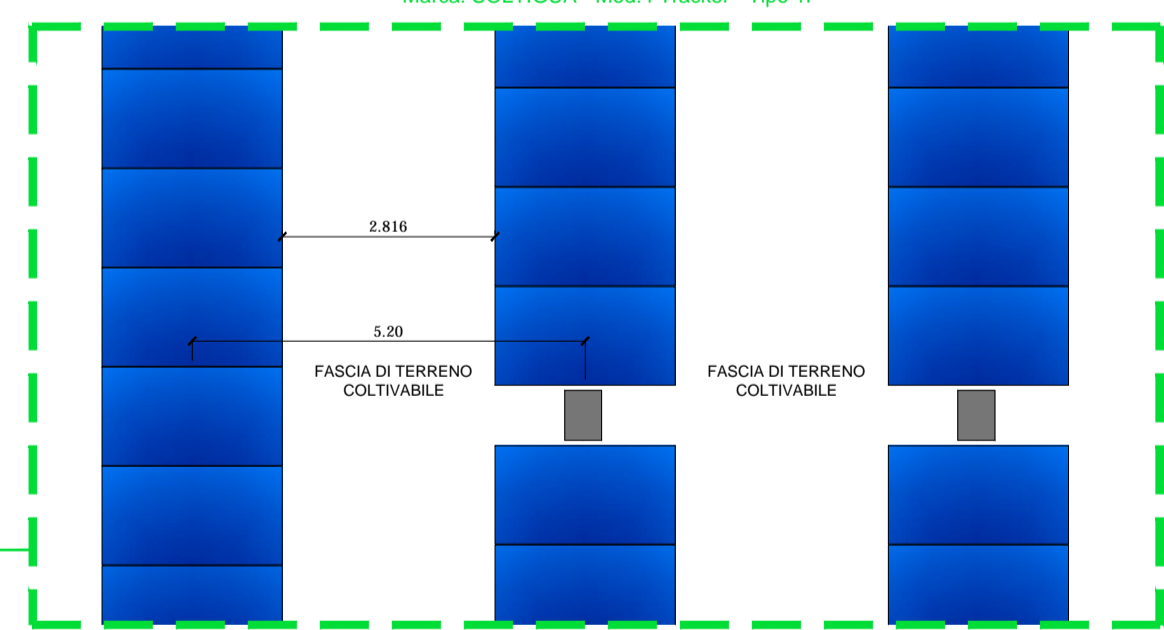 2.816
5.20
FASCIA DI TERRENO
COLTIVABILE
FASCIA DI TERRENO
COLTIVABILE